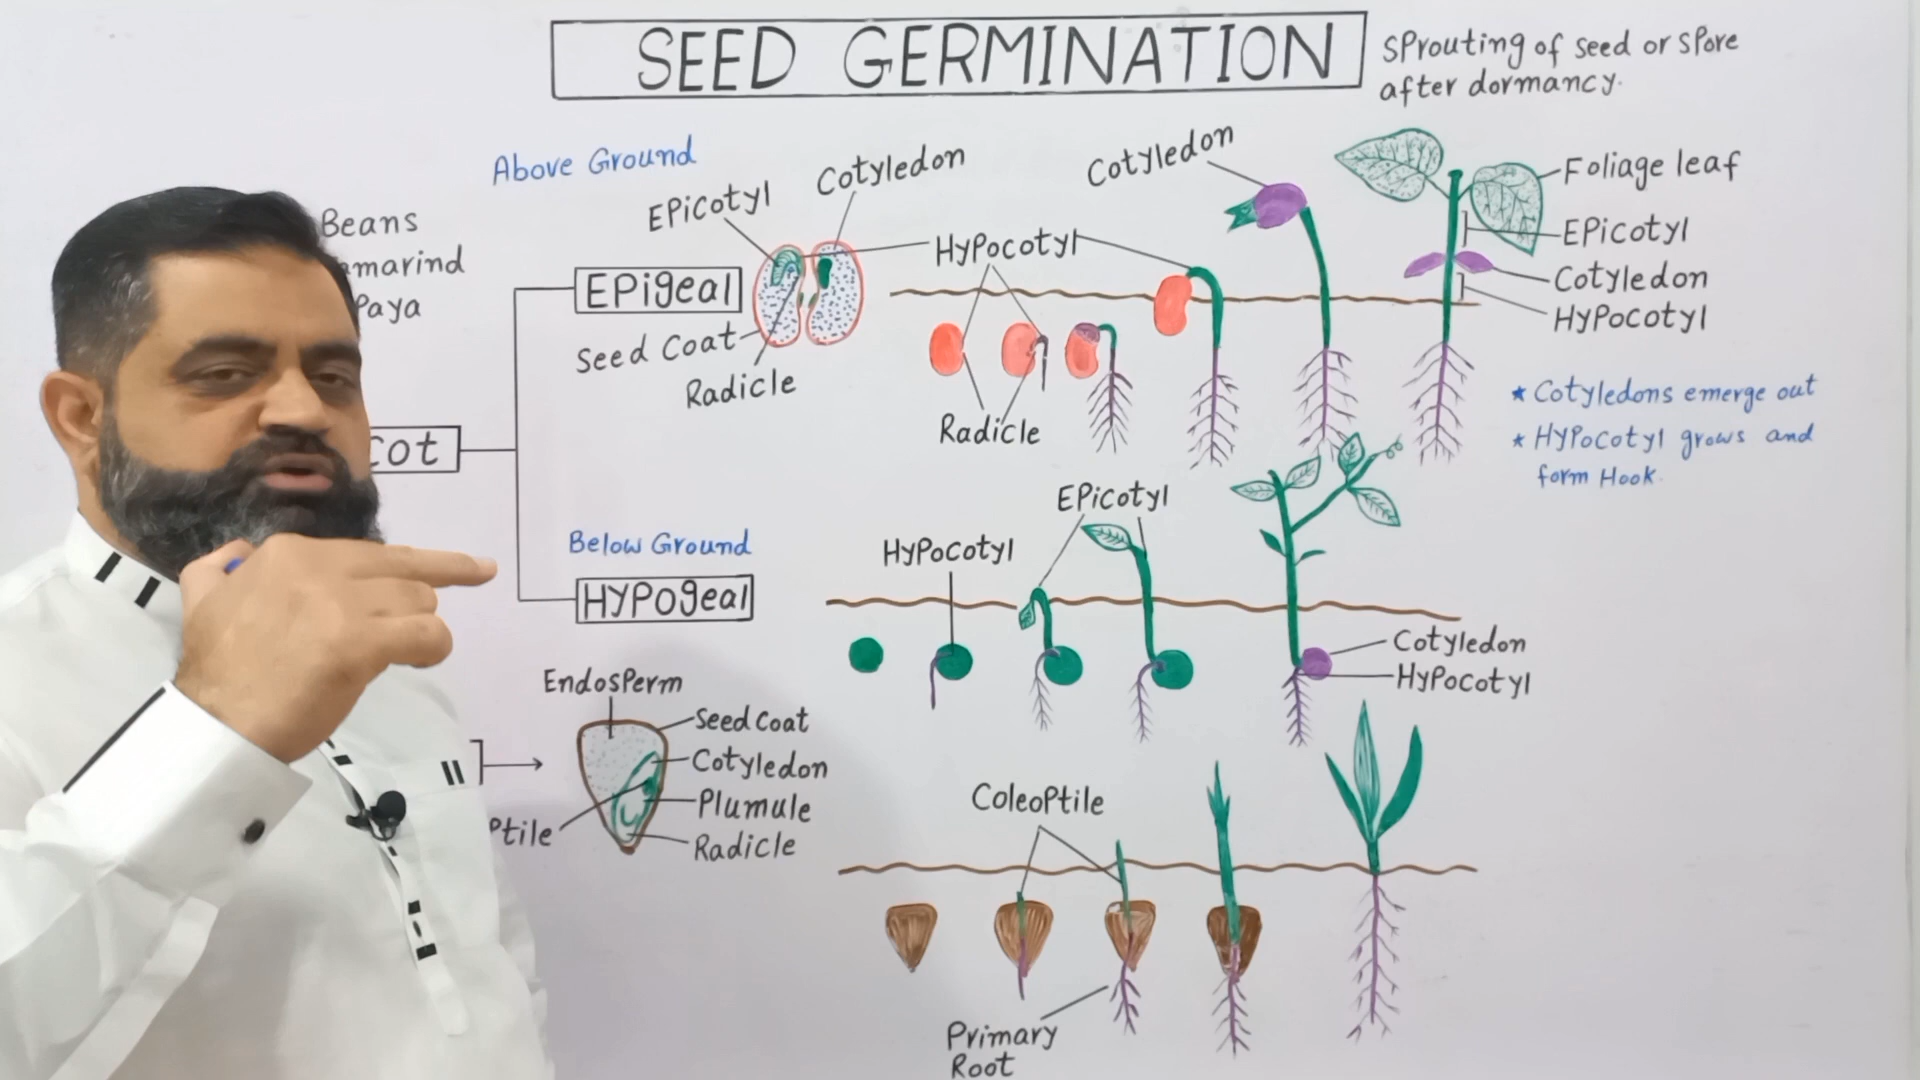 SEED GERMINATION
Sprouting of seed or spore
after dormancy.
Above Ground
Beans
marind
Paya
Epigeal
Epicotyl
Cotyledon
Seed Coat
Radicle
Hypocotyl
Radicle
Cotyledon
Foliage leaf
Epicotyl
Cotyledon
Hypocotyl
* Cotyledons emerge out
* Hypocotyl grows and
form Hook.
cot
Below Ground
Hypogeal
Hypocotyl
Epicotyl
Cotyledon
Hypocotyl
Endosperm
Seed Coat
Cotyledon
Plumule
Radicle
ptile
Coleoptile
Primary
Root